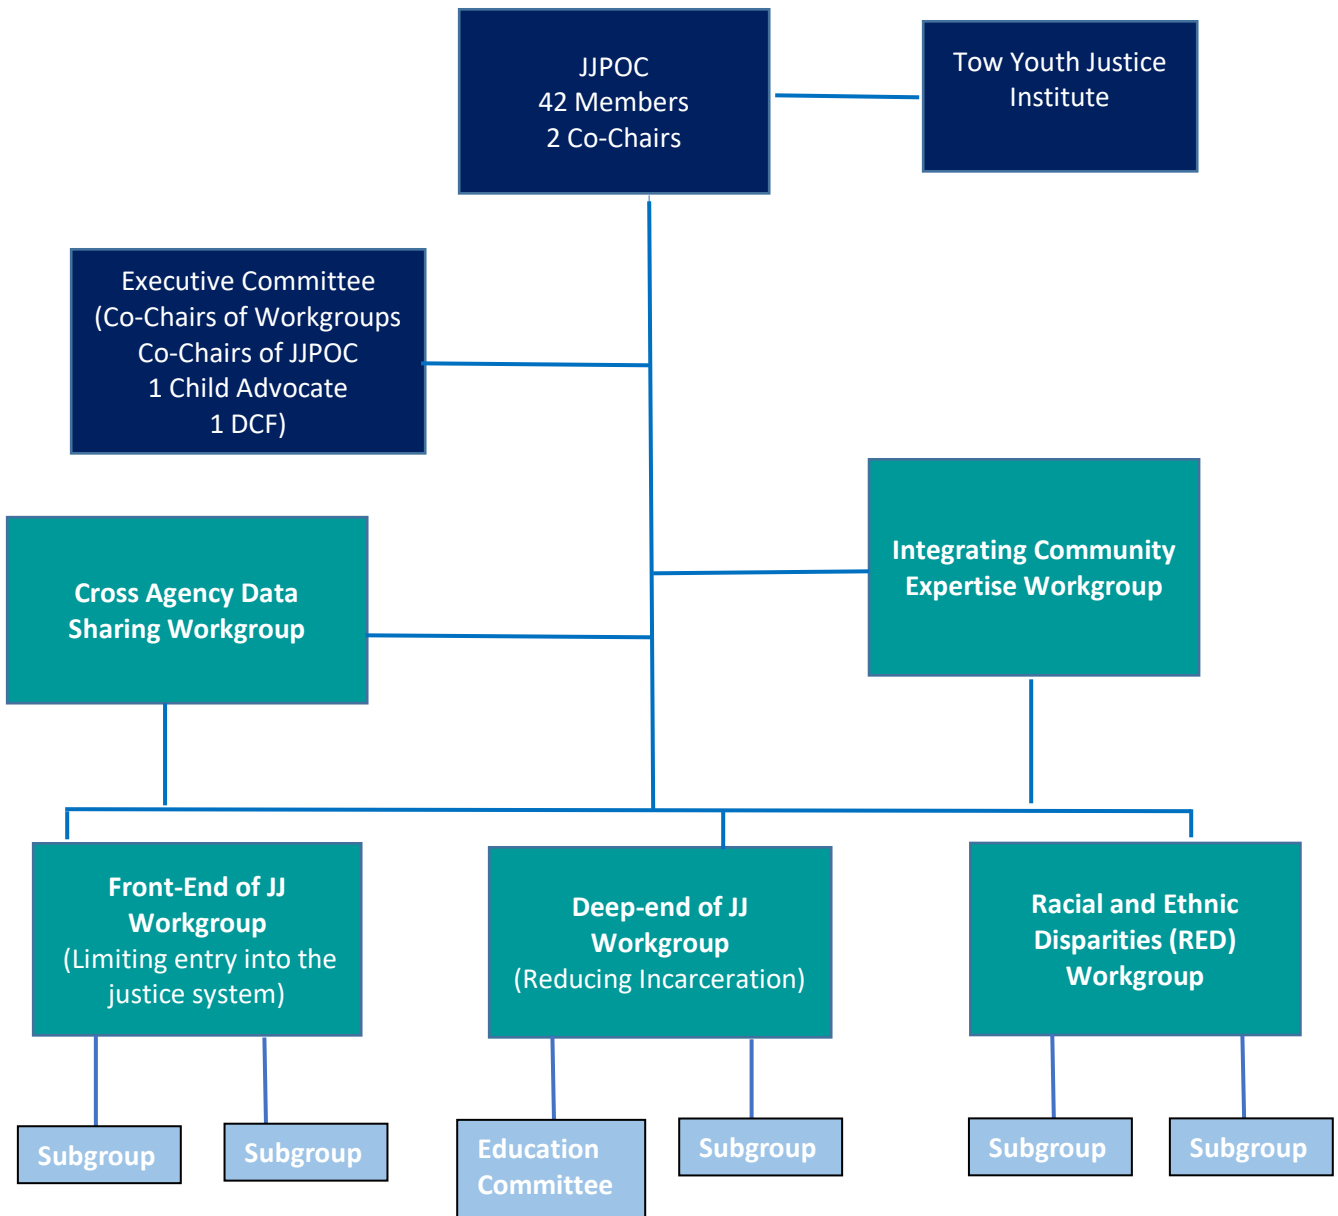 JJPOC
42 Members
2 Co-Chairs
Tow Youth Justice
Institute
Executive Committee
(Co-Chairs of Workgroups
Co-Chairs of JJPOC
1 Child Advocate
1 DCF)
Integrating Community
Expertise Workgroup
Cross Agency Data
Sharing Workgroup
Front-End of JJ
Workgroup
(Limiting entry into the
justice system)
Deep-end of JJ
Workgroup
(Reducing Incarceration)
Racial and Ethnic
Disparities (RED)
Workgroup
Subgroup
Subgroup
Education
Committee
Subgroup
Subgroup
Subgroup